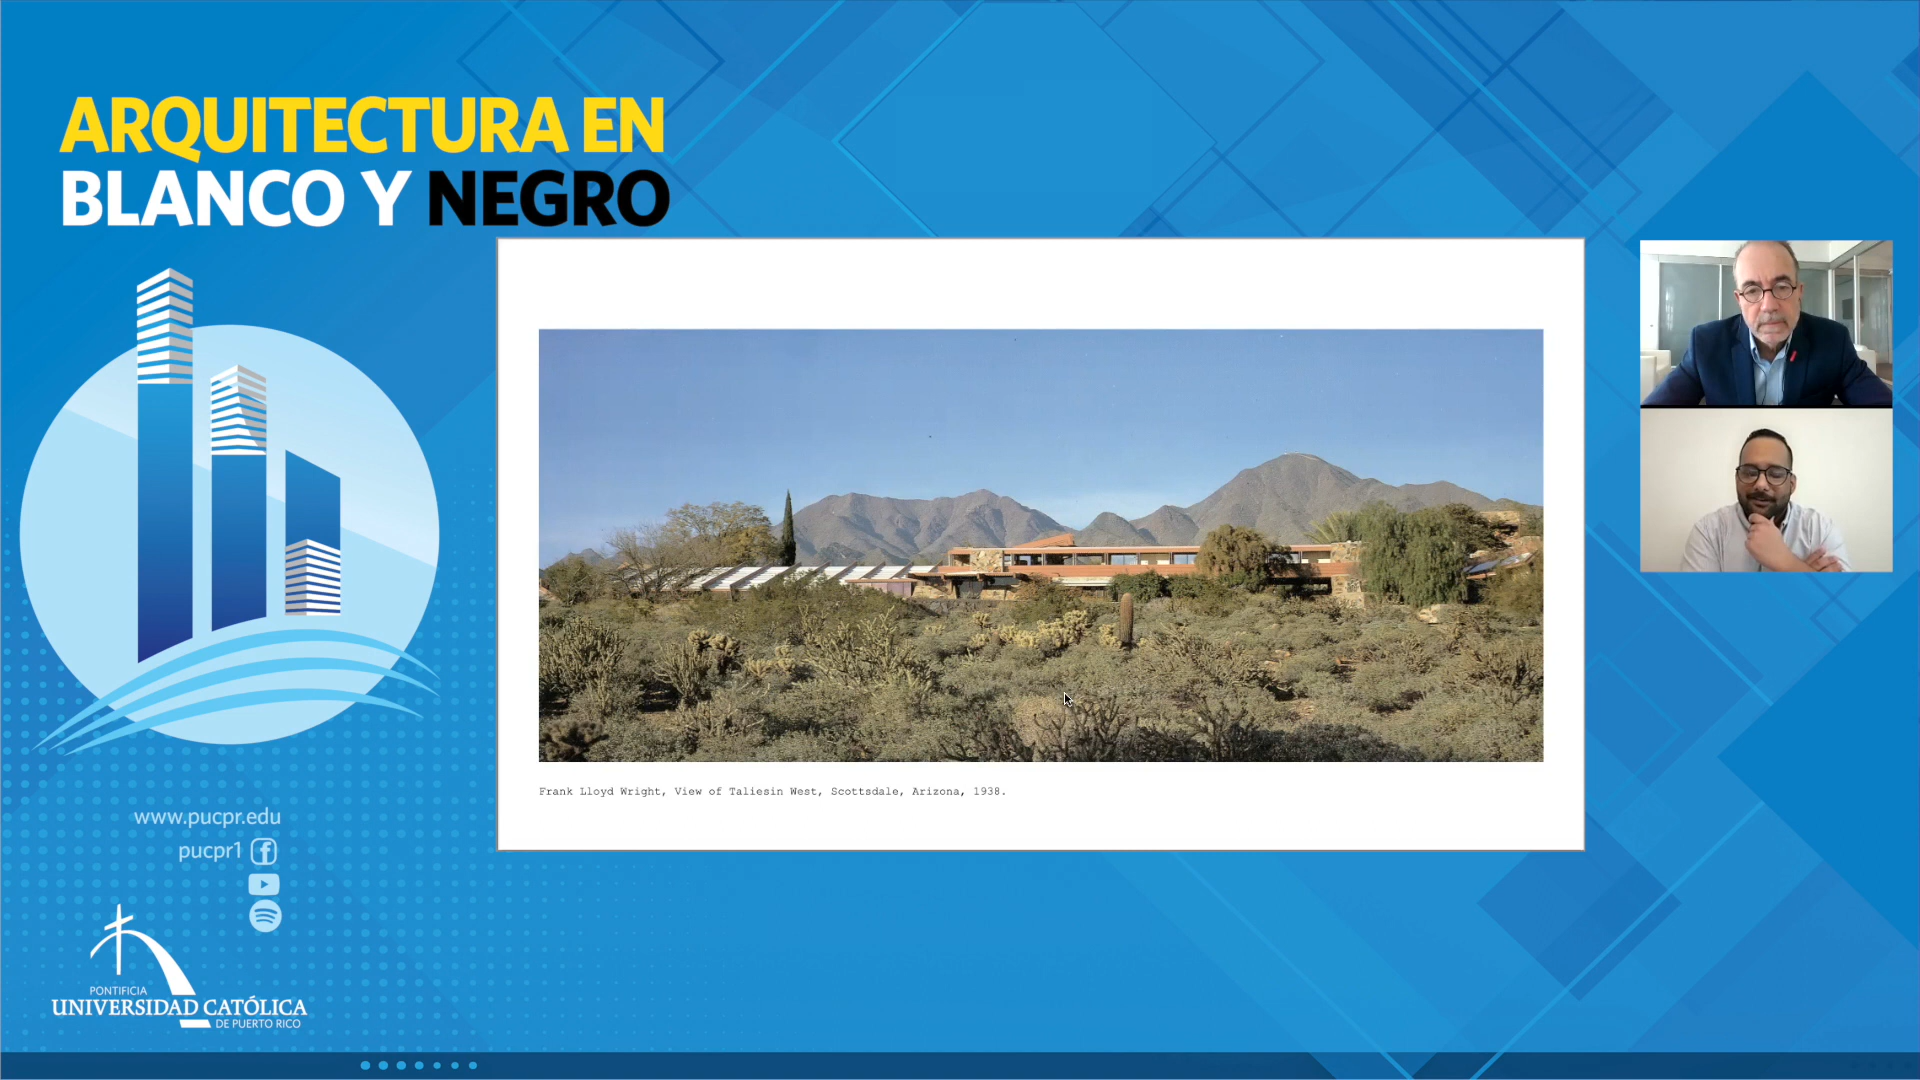 ARQUITECTURA EN
BLANCO Y NEGRO
Frank Lloyd Wright, View of Taliesin West, Scottsdale, Arizona, 1938.
www.pucpr.edu
pucpr1
PONTIFICIA
UNIVERSIDAD CATÓLICA
DE PUERTO RICO